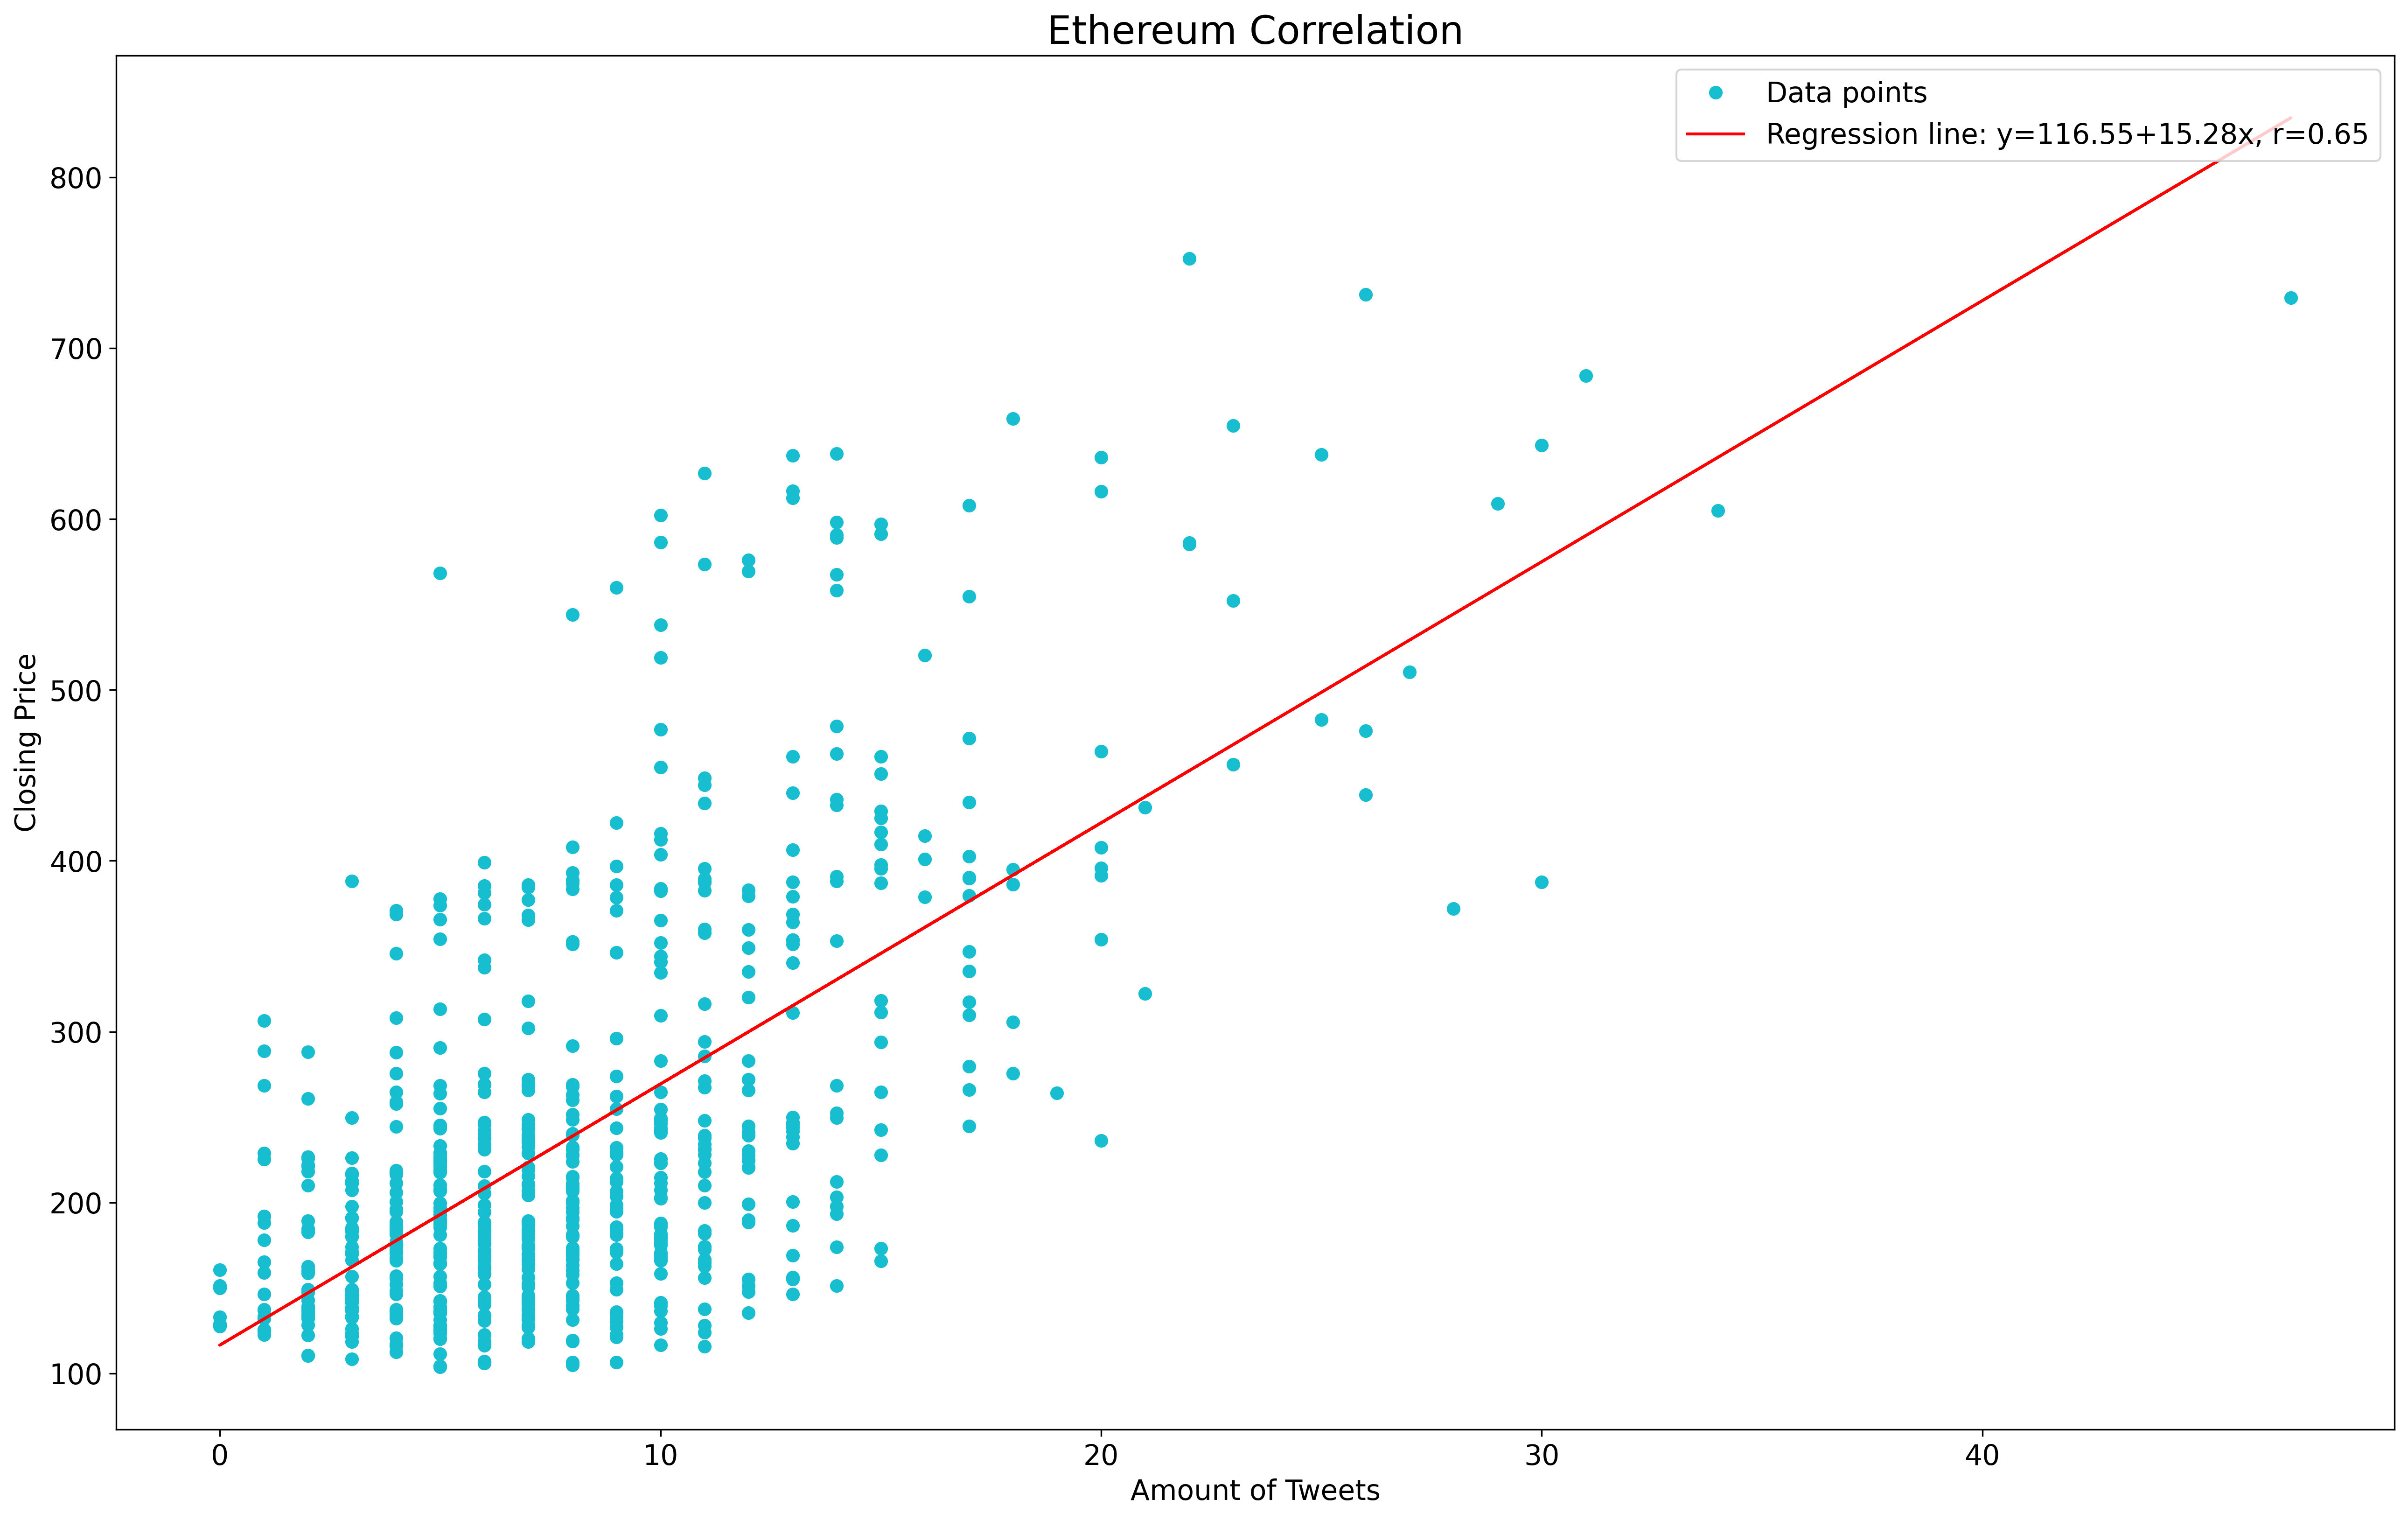 Ethereum Correlation
Data points
Regression line: y=116.55+15.28x, r=0.65
800
700
600
500
400
300
200
100
Closing Price
0 10 20 30 40
Amount of Tweets